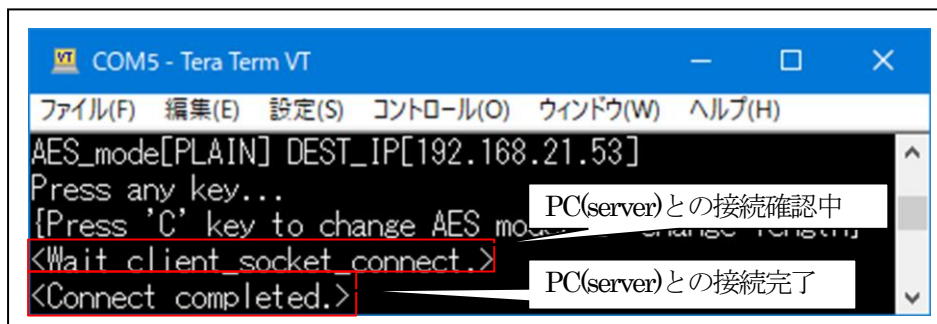 COM5 - Tera Term VT
ファイル(F) 編集(E) 設定(S) コントロール(O) ウィンドウ(W) ヘルプ(H)
AES_mode[PLAIN] DEST_IP[192.168.21.53]
Press any key...
{Press 'C' key to change AES
PC(server)との接続確認中
<Wait client_socket_connect.>
<Connect completed.>
PC(server)との接続完了